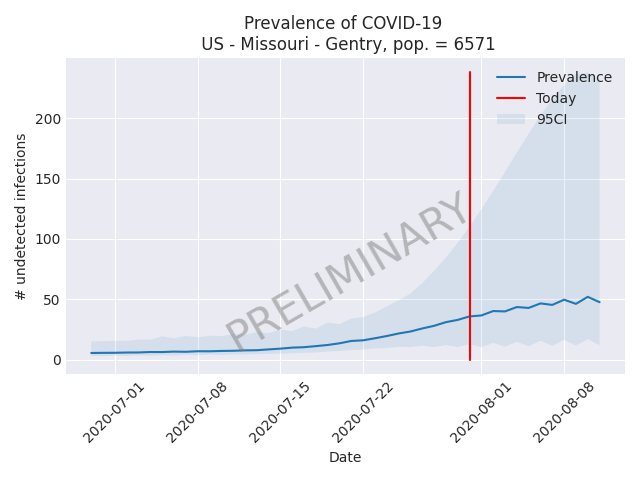 Prevalence of COVID-19
US - Missouri - Gentry, pop. = 6571
Prevalence
Today
95CI
# undetected infections
200
150
100
50
0
PRELIMINARY
2020-07-01
2020-07-08
2020-07-15
2020-07-22
2020-08-01
2020-08-08
Date